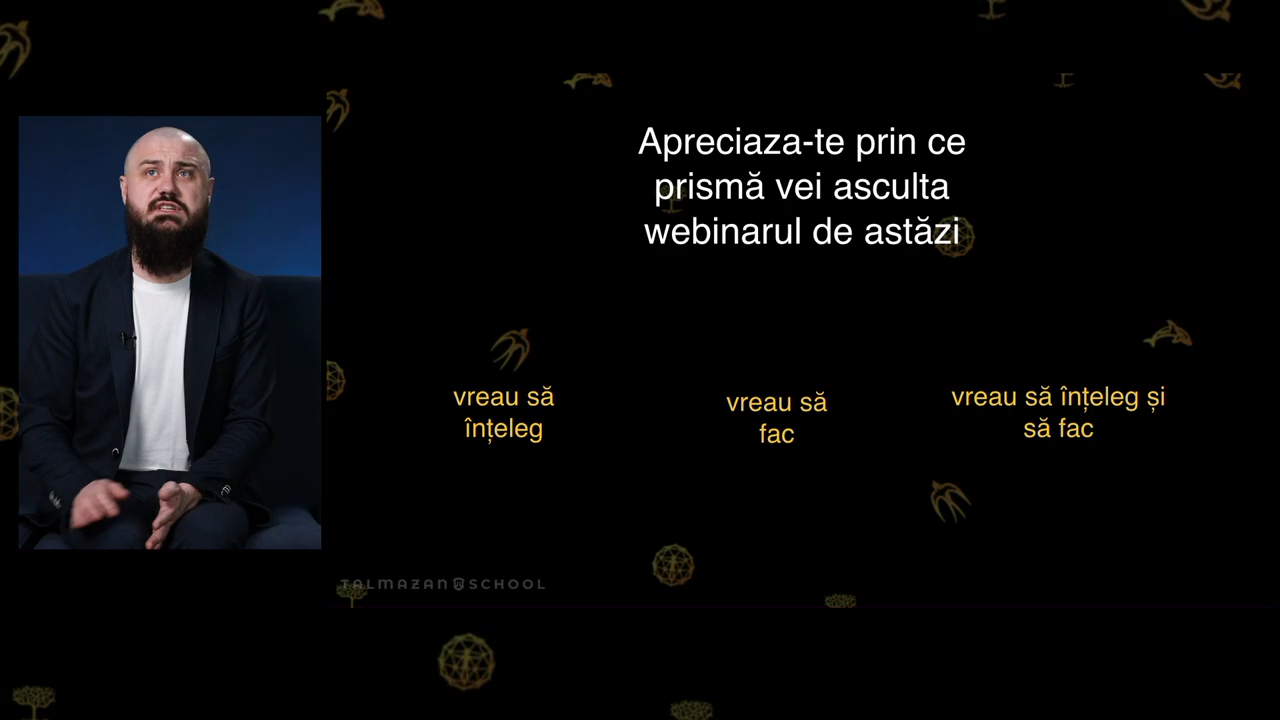 Apreciaza-te prin ce
prismă vei asculta
webinarul de astăzi
vreau să
înțeleg
vreau să
fac
vreau să înțeleg și
să fac
TALMAZAN SCHOOL